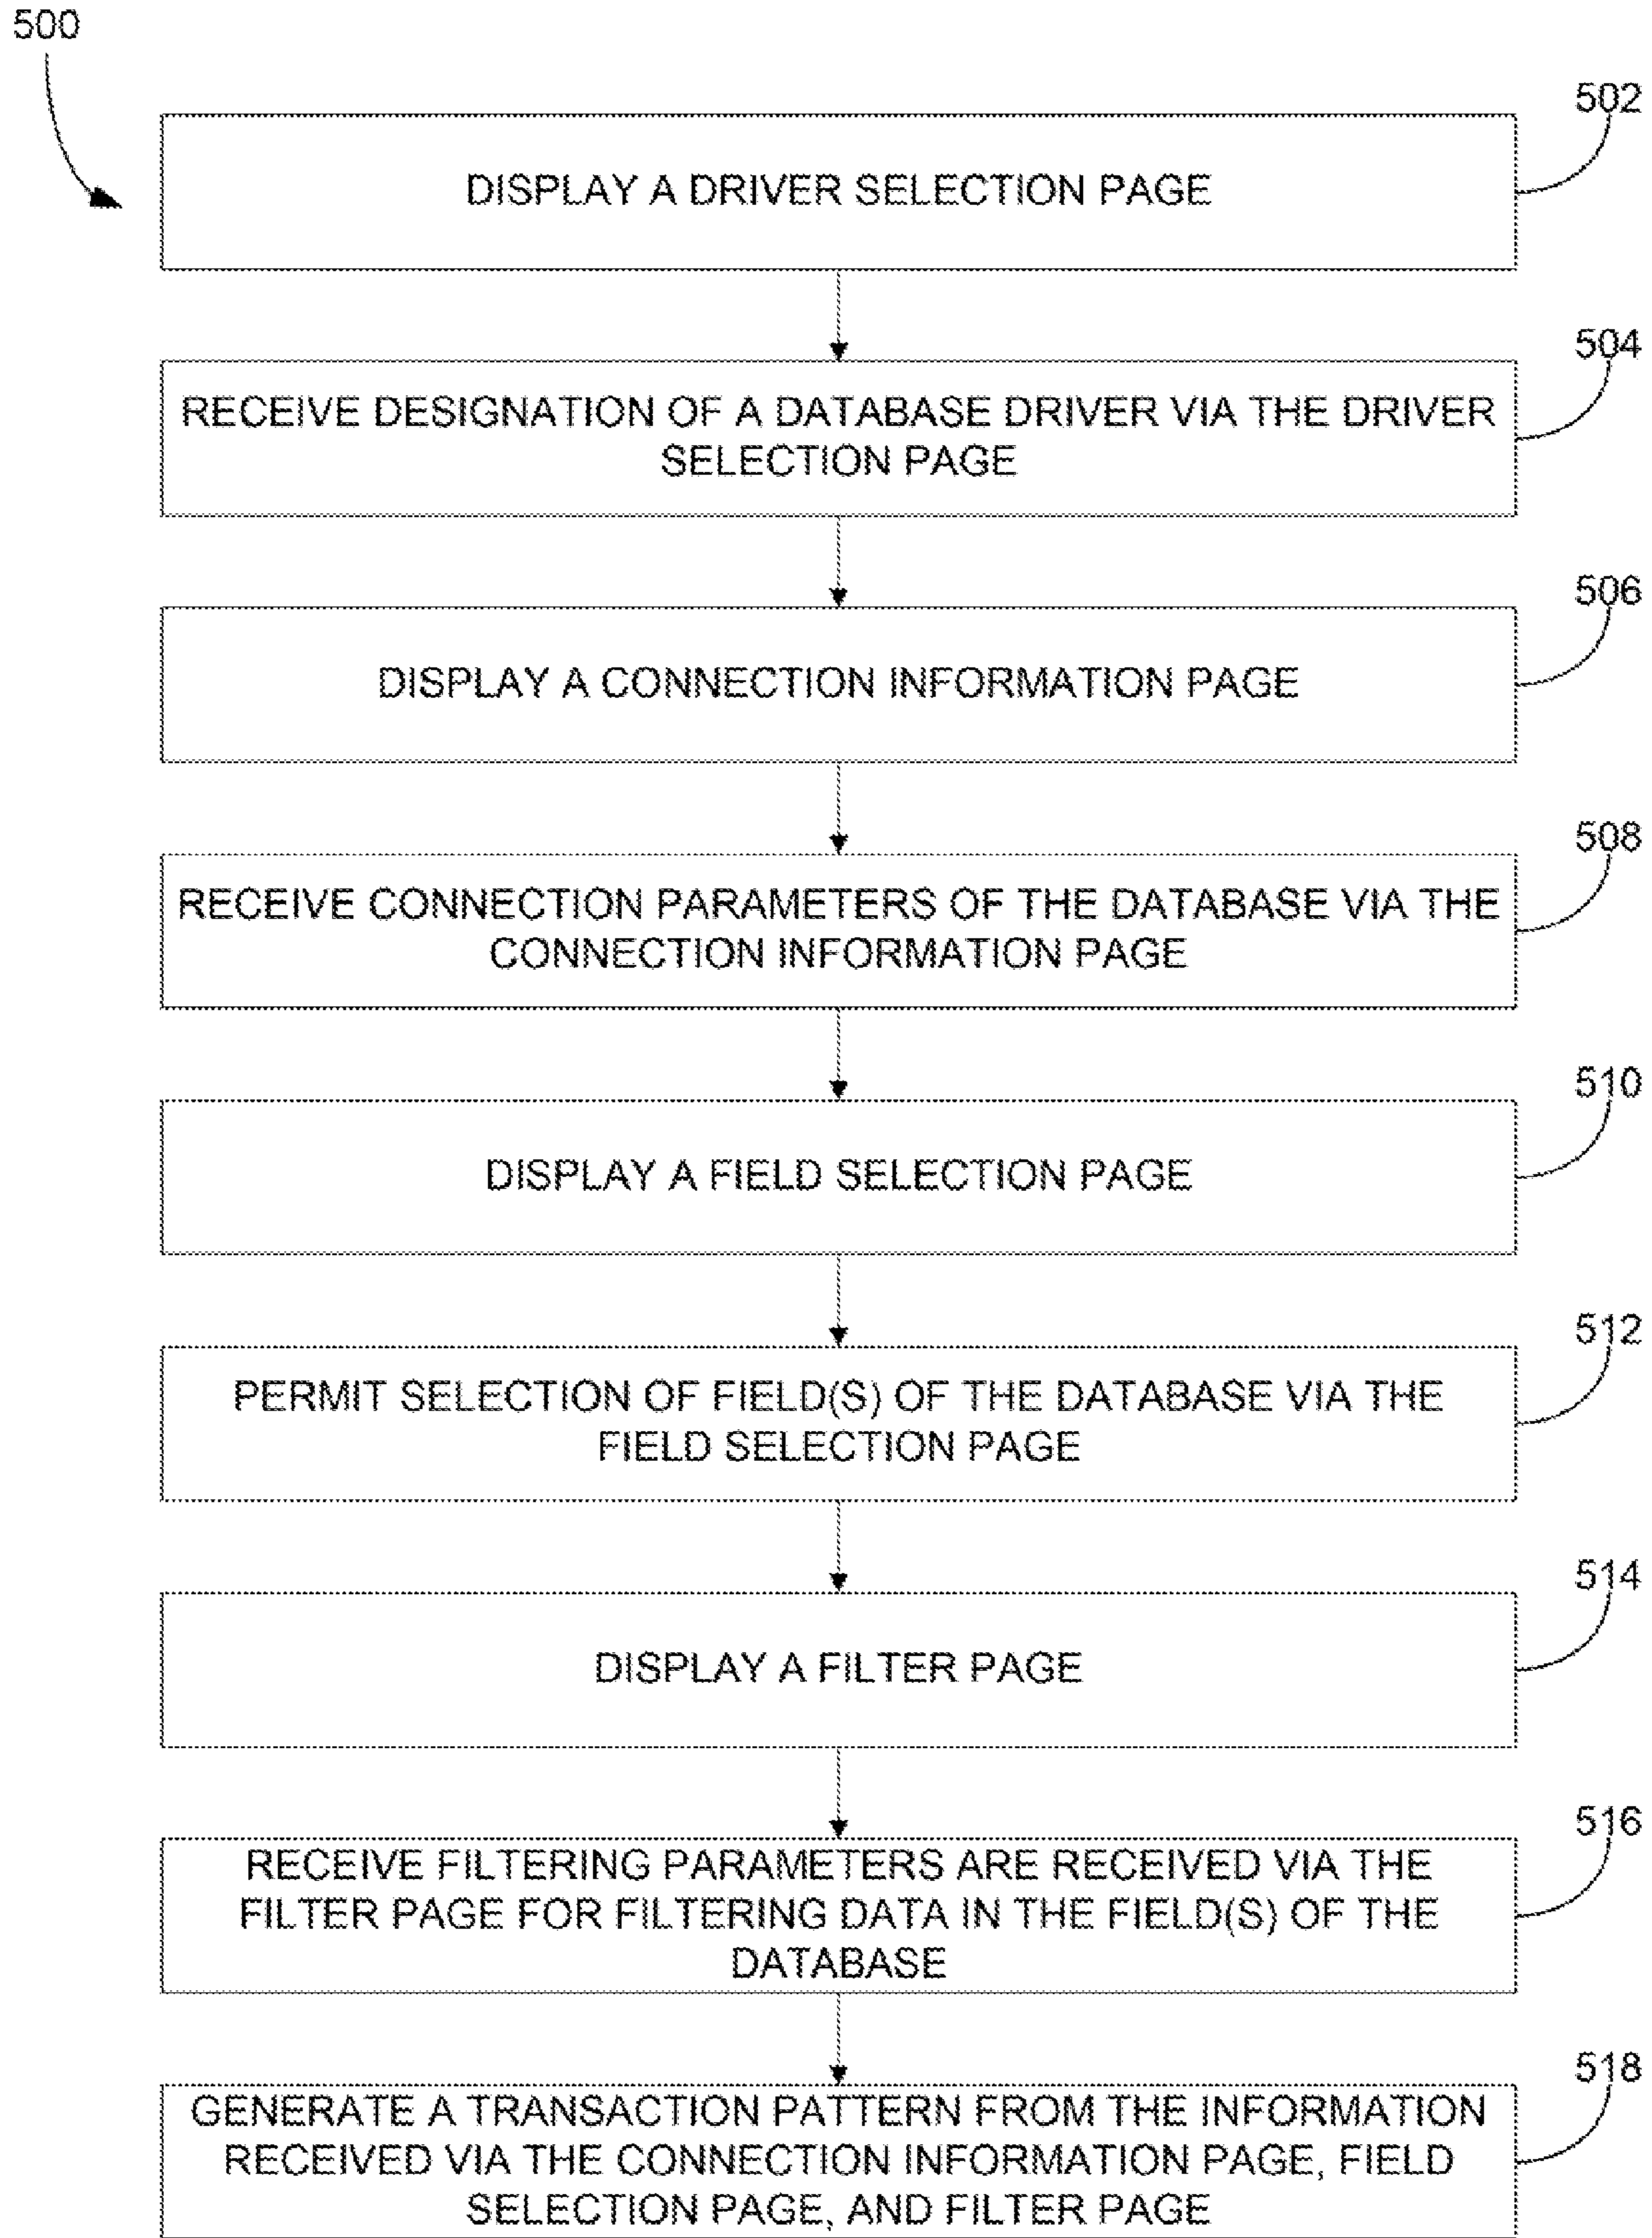 500
502
DISPLAY A DRIVER SELECTION PAGE
504
RECEIVE DESIGNATION OF A DATABASE DRIVER VIA THE DRIVER
SELECTION PAGE
506
DISPLAY A CONNECTION INFORMATION PAGE
508
RECEIVE CONNECTION PARAMETERS OF THE DATABASE VIA THE
CONNECTION INFORMATION PAGE
510
DISPLAY A FIELD SELECTION PAGE
512
PERMIT SELECTION OF FIELD(S) OF THE DATABASE VIA THE
FIELD SELECTION PAGE
514
DISPLAY A FILTER PAGE
516
RECEIVE FILTERING PARAMETERS ARE RECEIVED VIA THE
FILTER PAGE FOR FILTERING DATA IN THE FIELD(S) OF THE
DATABASE
518
GENERATE A TRANSACTION PATTERN FROM THE INFORMATION
RECEIVED VIA THE CONNECTION INFORMATION PAGE, FIELD
SELECTION PAGE, AND FILTER PAGE